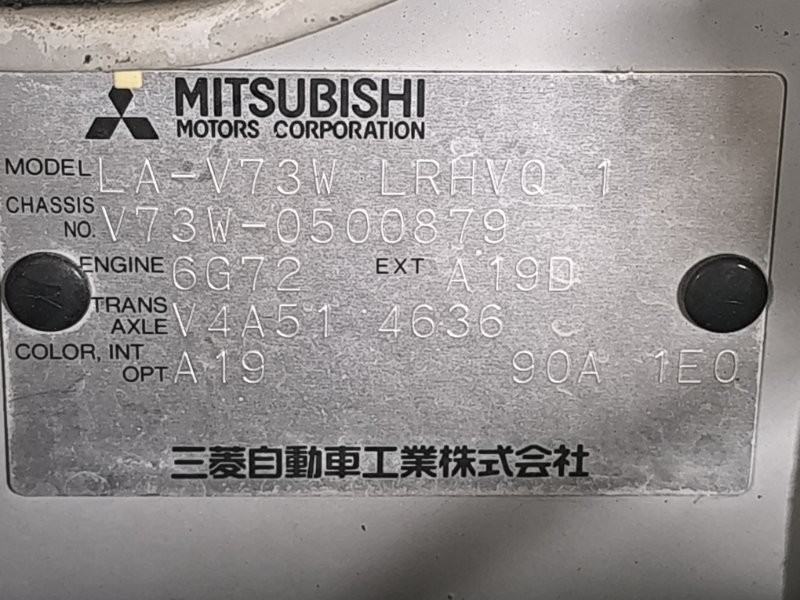 MITSUBISHI
MOTORS CORPORATION
MODEL LA-V73W LRHVQ 1
CHASSIS NO. V73W-0500879
ENGINE 6G72 EXT A19D
TRANS AXLE V4A51 4636
COLOR, INT OPT A19 90A 1E0
三菱自動車工業株式会社